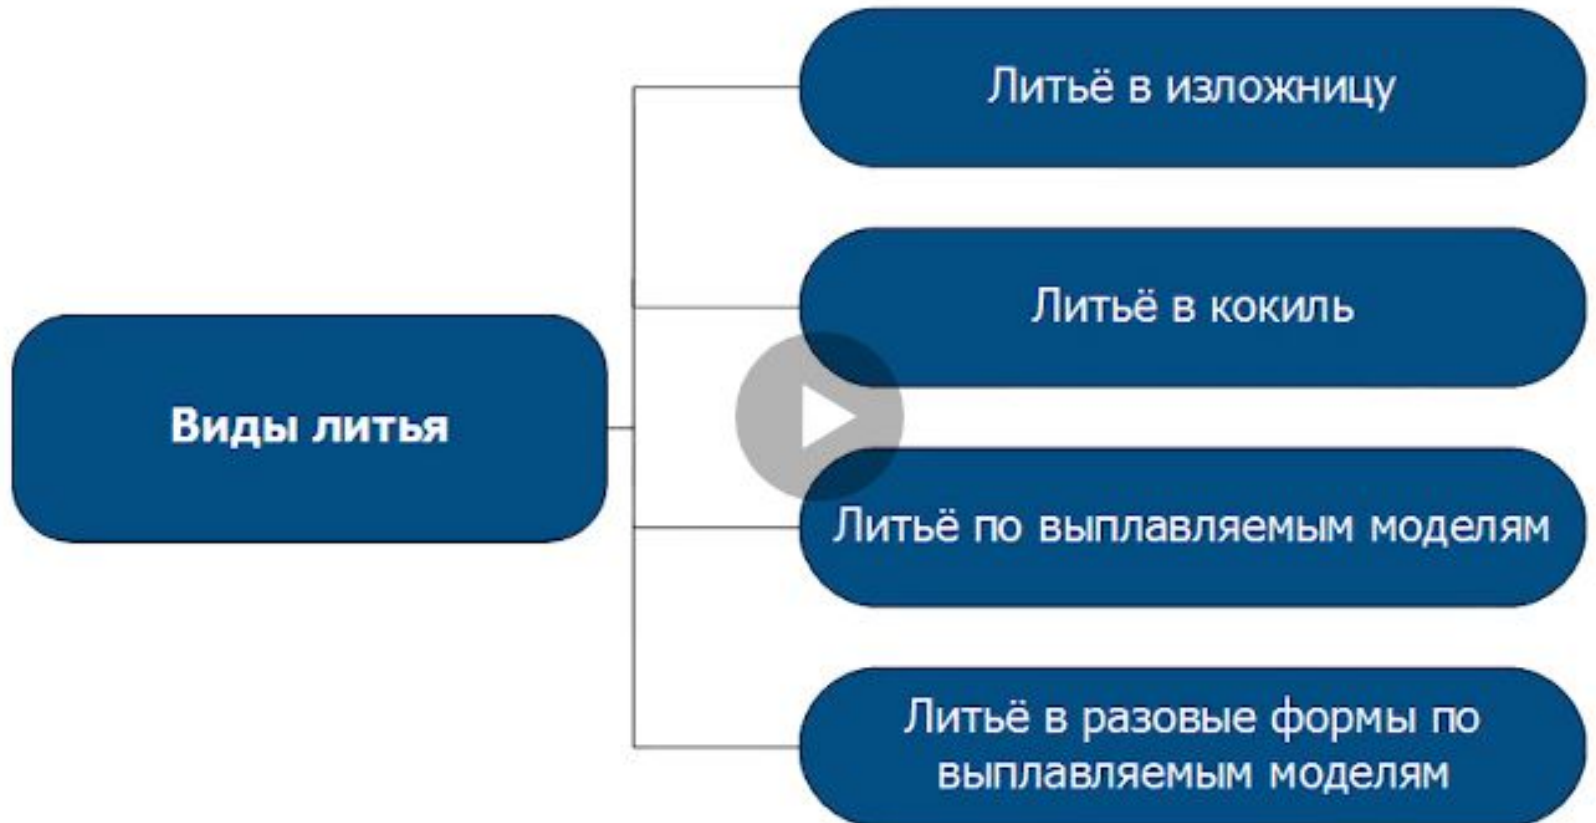 Литьё в изложницу
Литьё в кокиль
Виды литья
Литьё по выплавляемым моделям
Литьё в разовые формы по
выплавляемым моделям